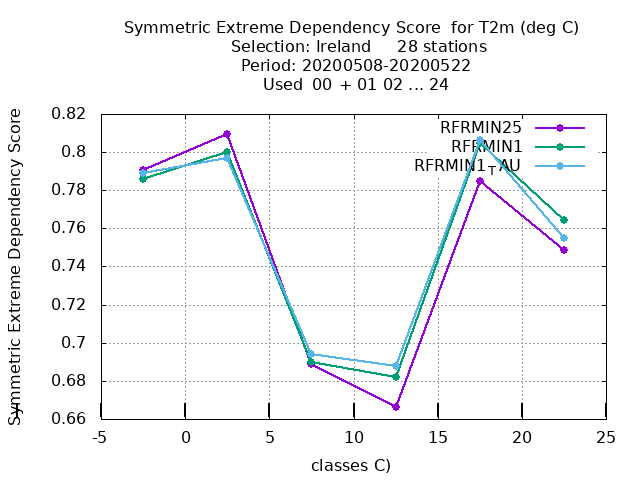 Symmetric Extreme Dependency Score for T2m (deg C)
Selection: Ireland 28 stations
Period: 20200508-20200522
Used 00 + 01 02 ... 24
Symmetric Extreme Dependency Score
0.82
0.8
0.78
0.76
0.74
0.72
0.7
0.68
0.66
RFRMIN25
RFRMIN1
RFRMIN1TAU
-5
0
5
10
15
20
25
classes C)